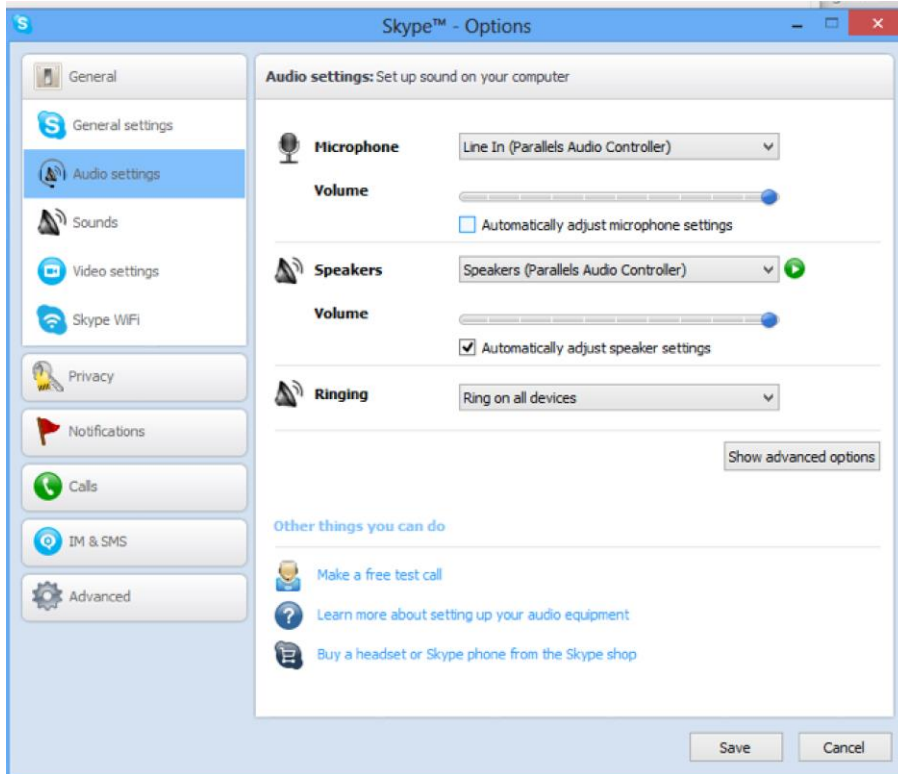 Skype™ - Options
General
General settings
Audio settings
Sounds
Video settings
Skype WiFi
Privacy
Notifications
Calls
IM & SMS
Advanced
Audio settings: Set up sound on your computer
Microphone Line In (Parallels Audio Controller)
Volume
Automatically adjust microphone settings
Speakers Speakers (Parallels Audio Controller)
Volume
Automatically adjust speaker settings
Ringing Ring on all devices
Show advanced options
Other things you can do
Make a free test call
Learn more about setting up your audio equipment
Buy a headset or Skype phone from the Skype shop
Save Cancel